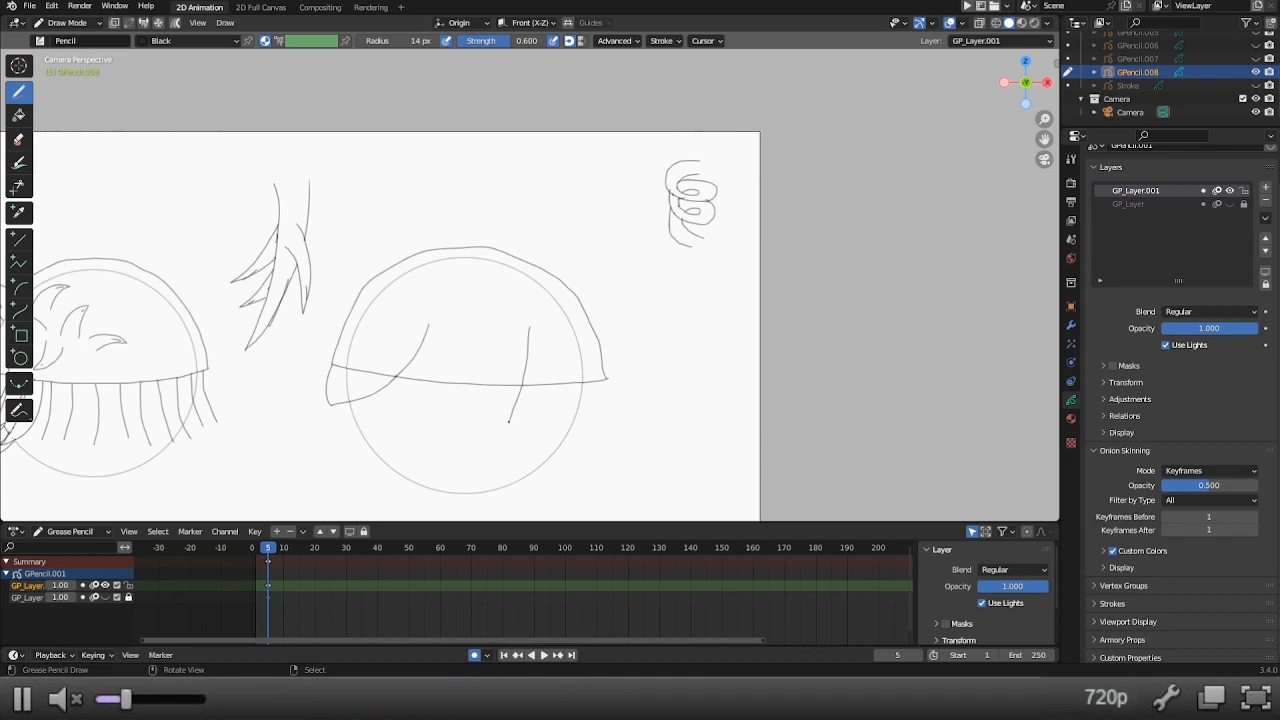 File Edit Render Window Help 2D Animation 2D Full Canvas Compositing Rendering Scene ViewLayer
Draw Mode View Draw Origin Front (X-Z) Guides
Pencil Black Radius 14 px Strength 0.600 Advanced Stroke Cursor Layer: GP_Layer.001
Camera Perspective
(5) GPencil.008
Z
-Y X
GPencil.006
GPencil.007
GPencil.008
Stroke
Camera
Camera
GPencil.001
Layers
GP_Layer.001
GP_Layer
Blend Regular
Opacity 1.000
Use Lights
Masks
Transform
Adjustments
Relations
Display
Onion Skinning
Mode Keyframes
Opacity 0.500
Filter by Type All
Keyframes Before 1
Keyframes After 1
Custom Colors
Display
Vertex Groups
Strokes
Viewport Display
Armory Props
Custom Properties
Grease Pencil View Select Marker Channel Key
-30 -20 -10 0 5 10 20 30 40 50 60 70 80 90 100 110 120 130 140 150 160 170 180 190 200
Summary
GPencil.001
GP_Layer. 1.00
GP_Layer 1.00
Layer
Blend Regular
Opacity 1.000
Use Lights
Masks
Transform
Playback Keying View Marker 5 Start 1 End 250
Grease Pencil Draw Rotate View Select 3.4.0
720p